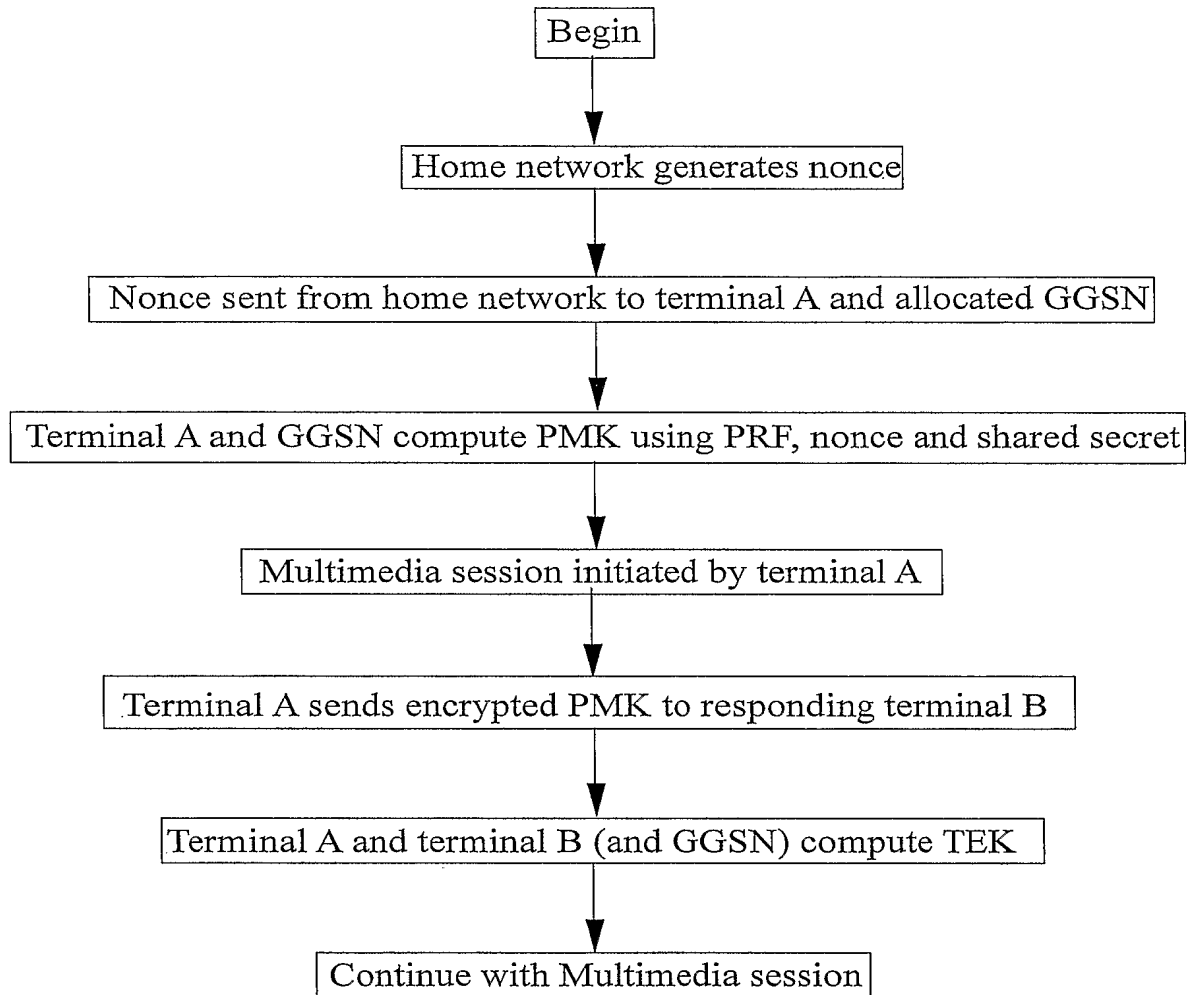 Begin
Home network generates nonce
Nonce sent from home network to terminal A and allocated GGSN
Terminal A and GGSN compute PMK using PRF, nonce and shared secret
Multimedia session initiated by terminal A
Terminal A sends encrypted PMK to responding terminal B
Terminal A and terminal B (and GGSN) compute TEK
Continue with Multimedia session